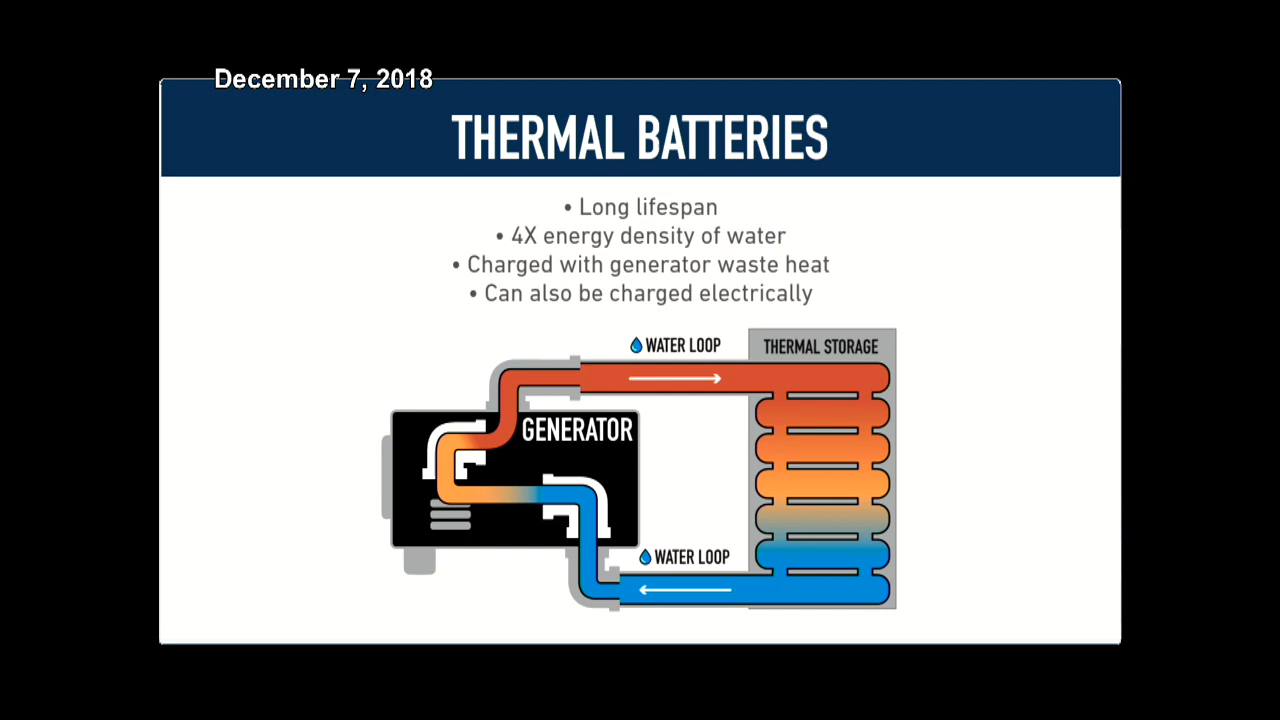 December 7, 2018
THERMAL BATTERIES
• Long lifespan
• 4X energy density of water
• Charged with generator waste heat
• Can also be charged electrically
WATER LOOP
THERMAL STORAGE
GENERATOR
WATER LOOP